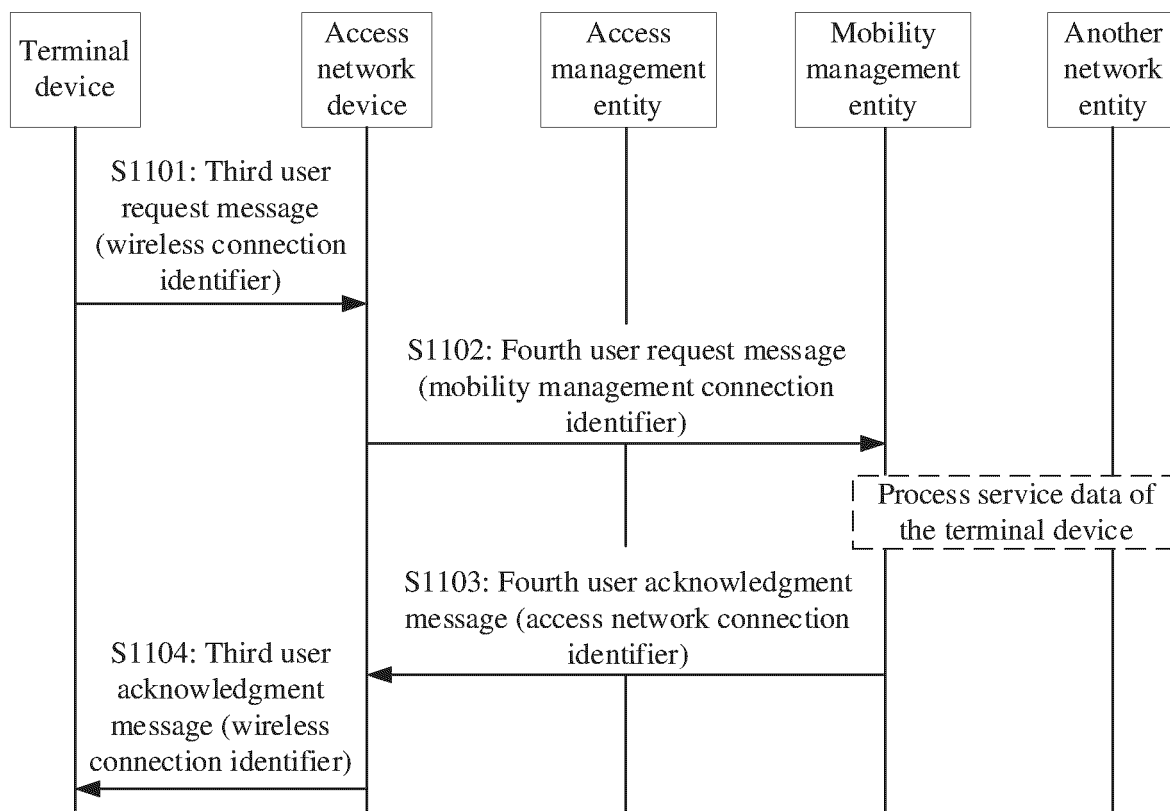 Terminal
device
Access
network
device
Access
management
entity
Mobility
management
entity
Another
network
entity
S1101: Third user
request message
(wireless connection
identifier)
S1102: Fourth user request message
(mobility management connection
identifier)
Process service data of
the terminal device
S1103: Fourth user acknowledgment
message (access network connection
identifier)
S1104: Third user
acknowledgment
message (wireless
connection identifier)